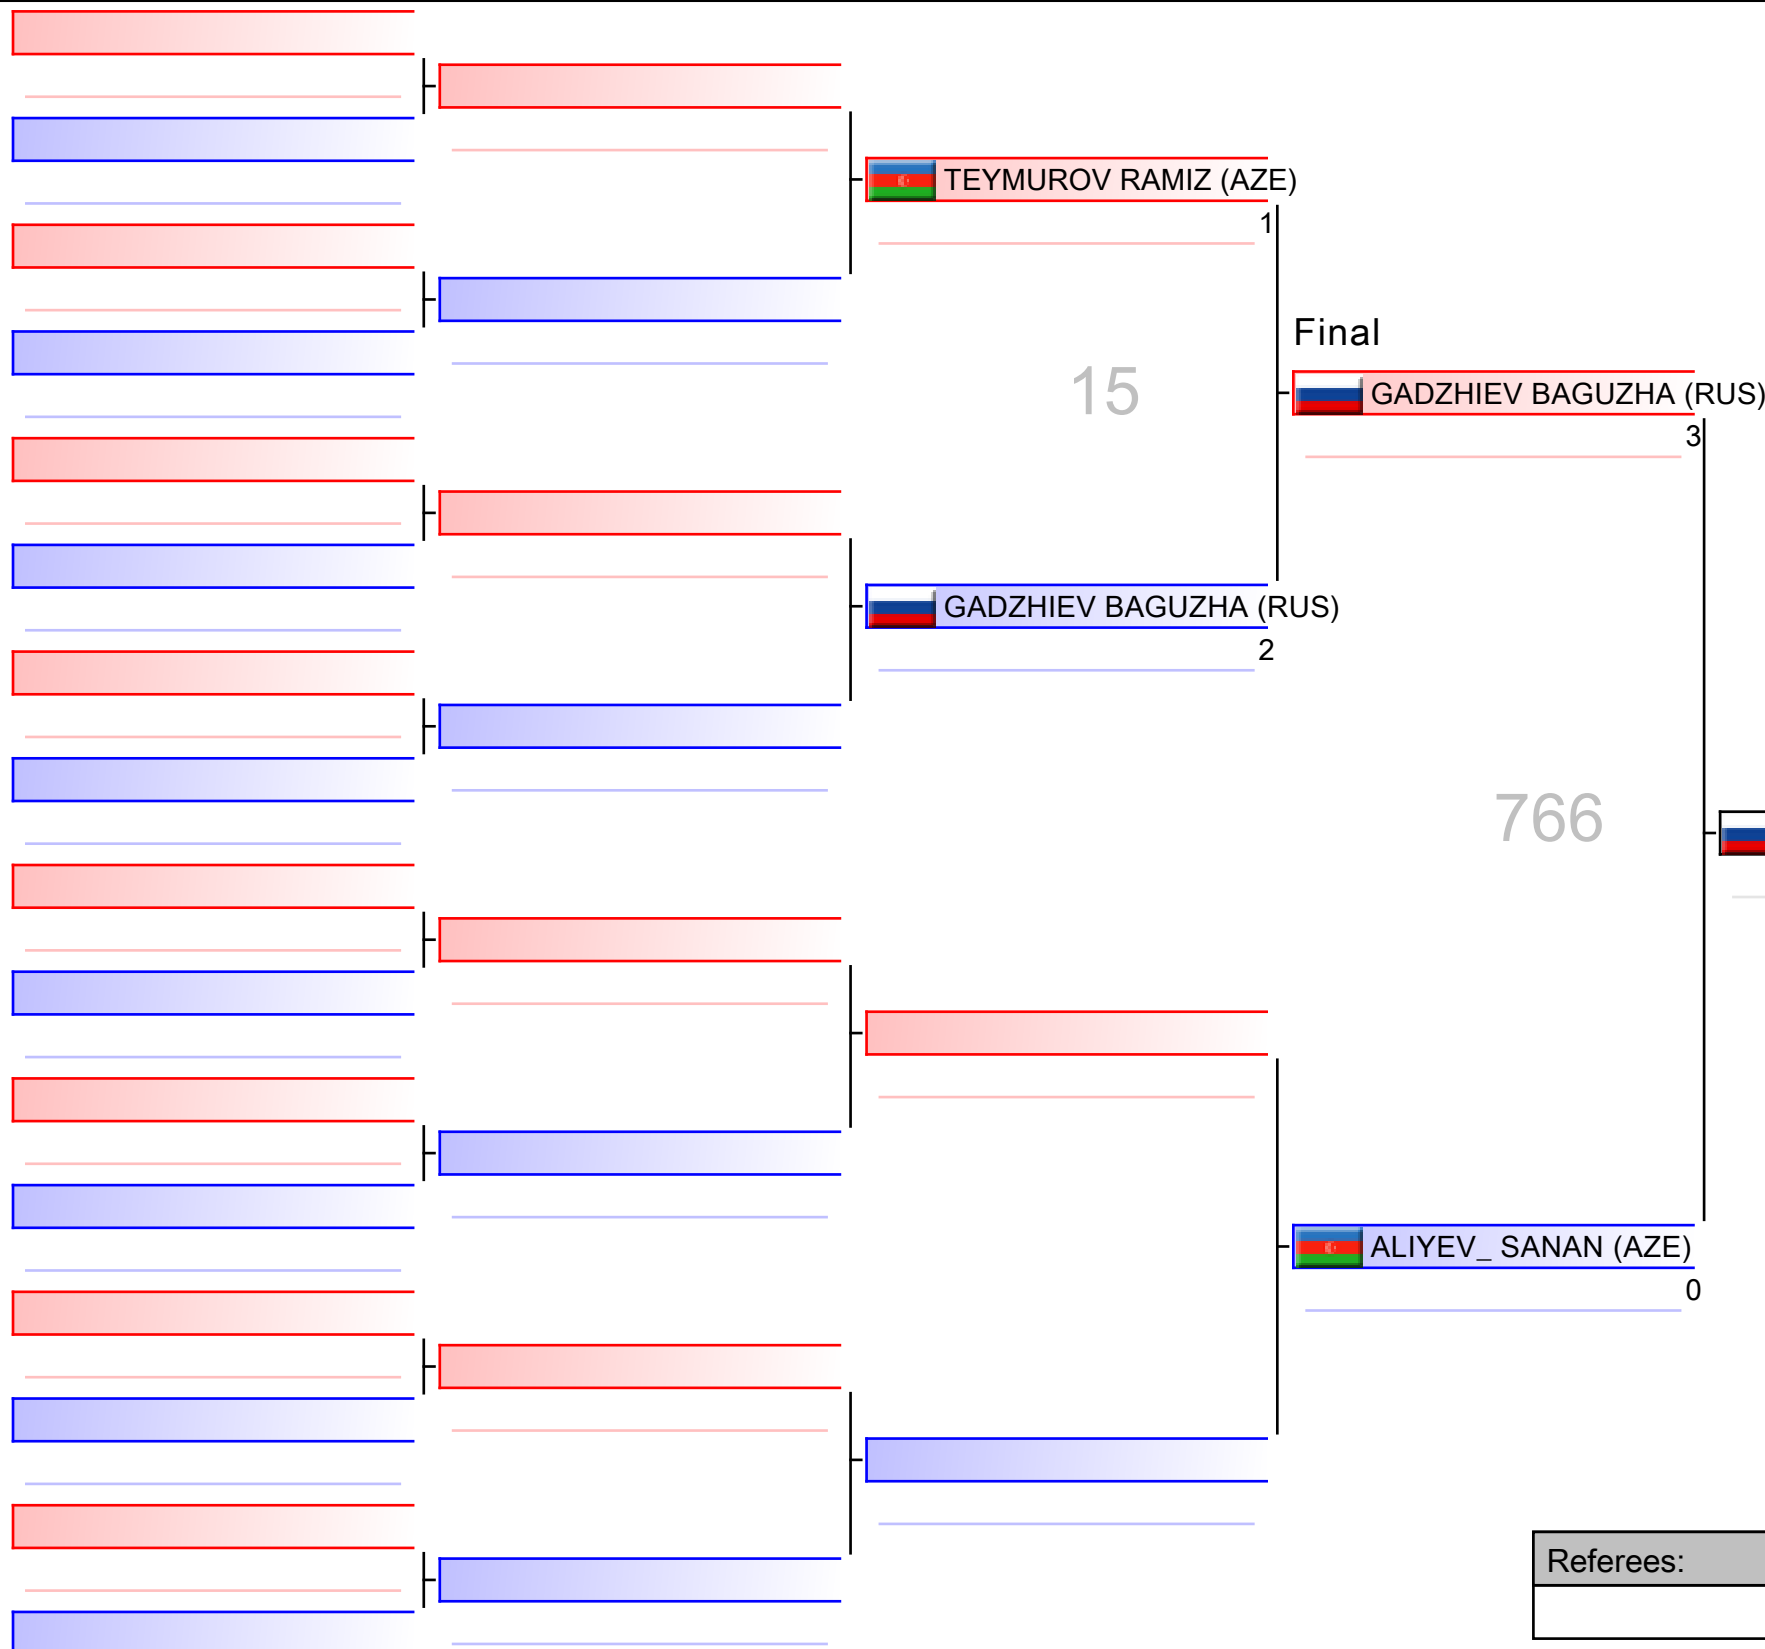 TEYMUROV RAMIZ (AZE)
1
Final
15
GADZHIEV BAGUZHA (RUS)
3
GADZHIEV BAGUZHA (RUS)
2
766
ALIYEV_ SANAN (AZE)
0
Referees: